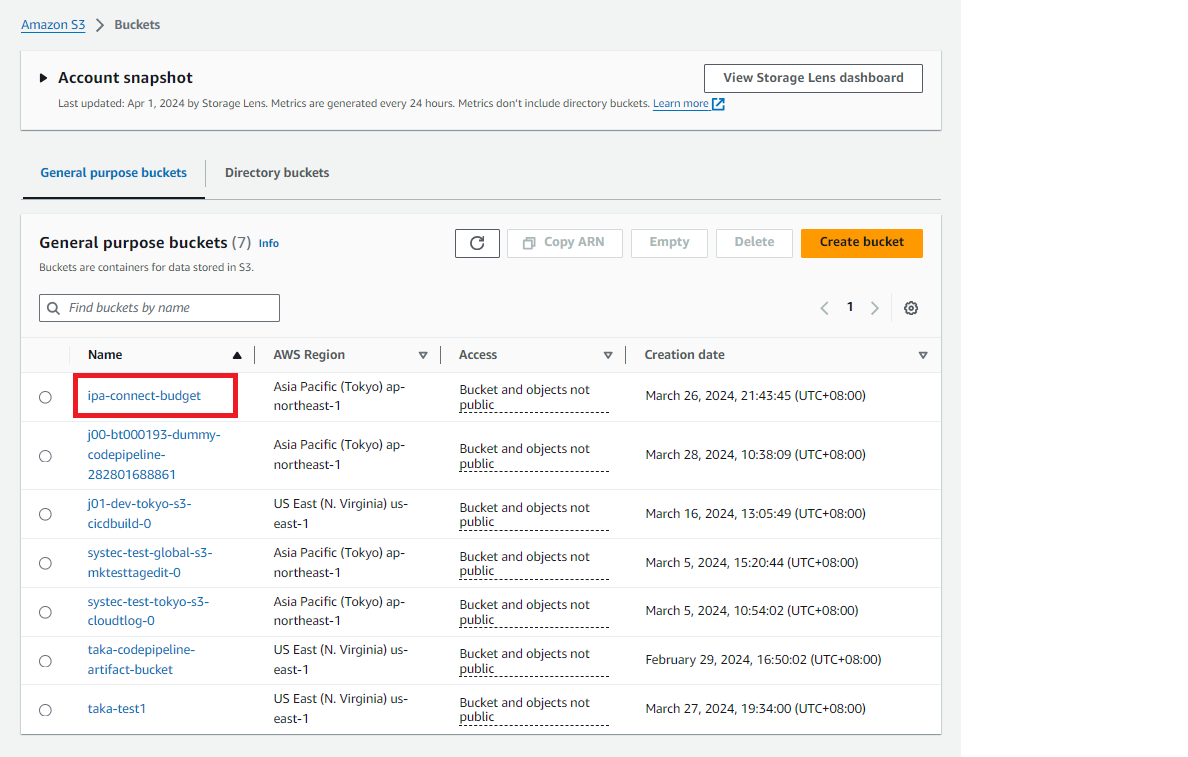 Amazon S3 > Buckets
Account snapshot
View Storage Lens dashboard
Last updated: Apr 1, 2024 by Storage Lens. Metrics are generated every 24 hours. Metrics don't include directory buckets. Learn more
General purpose buckets
Directory buckets
General purpose buckets (7) Info
Copy ARN
Empty
Delete
Create bucket
Buckets are containers for data stored in S3.
Find buckets by name
1
Name
AWS Region
Access
Creation date
ipa-connect-budget
Asia Pacific (Tokyo) ap-
northeast-1
Bucket and objects not
public
March 26, 2024, 21:43:45 (UTC+08:00)
j00-bt000193-dummy-
codepipeline-
282801688861
Asia Pacific (Tokyo) ap-
northeast-1
Bucket and objects not
public
March 28, 2024, 10:38:09 (UTC+08:00)
j01-dev-tokyo-s3-
cicdbuild-0
US East (N. Virginia) us-
east-1
Bucket and objects not
public
March 16, 2024, 13:05:49 (UTC+08:00)
systec-test-global-s3-
mktesttagedit-0
Asia Pacific (Tokyo) ap-
northeast-1
Bucket and objects not
public
March 5, 2024, 15:20:44 (UTC+08:00)
systec-test-tokyo-s3-
cloudtlog-0
Asia Pacific (Tokyo) ap-
northeast-1
Bucket and objects not
public
March 5, 2024, 10:54:02 (UTC+08:00)
taka-codepipeline-
artifact-bucket
US East (N. Virginia) us-
east-1
Bucket and objects not
public
February 29, 2024, 16:50:02 (UTC+08:00)
taka-test1
US East (N. Virginia) us-
east-1
Bucket and objects not
public
March 27, 2024, 19:34:00 (UTC+08:00)